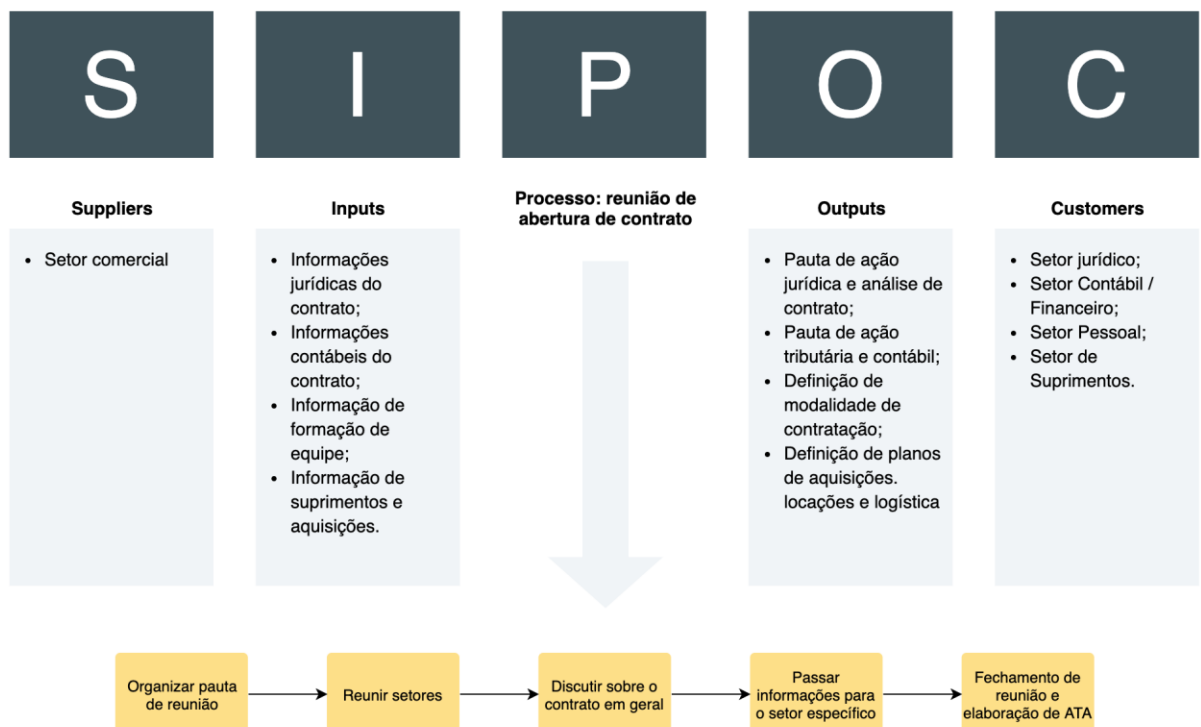 S
I
P
O
C
Suppliers
• Setor comercial
Inputs
• Informações
jurídicas do
contrato;
• Informações
contábeis do
contrato;
• Informação de
formação de
equipe;
• Informação de
suprimentos e
aquisições.
Processo: reunião de
abertura de contrato
Outputs
• Pauta de ação
jurídica e análise de
contrato;
• Pauta de ação
tributária e contábil;
• Definição de
modalidade de
contratação;
• Definição de planos
de aquisições. locações e logística
Customers
• Setor jurídico;
• Setor Contábil /
Financeiro;
• Setor Pessoal;
• Setor de
Suprimentos.
Organizar pauta
de reunião
Reunir setores
Discutir sobre o
contrato em geral
Passar
informações para
o setor específico
Fechamento de
reunião e
elaboração de ATA